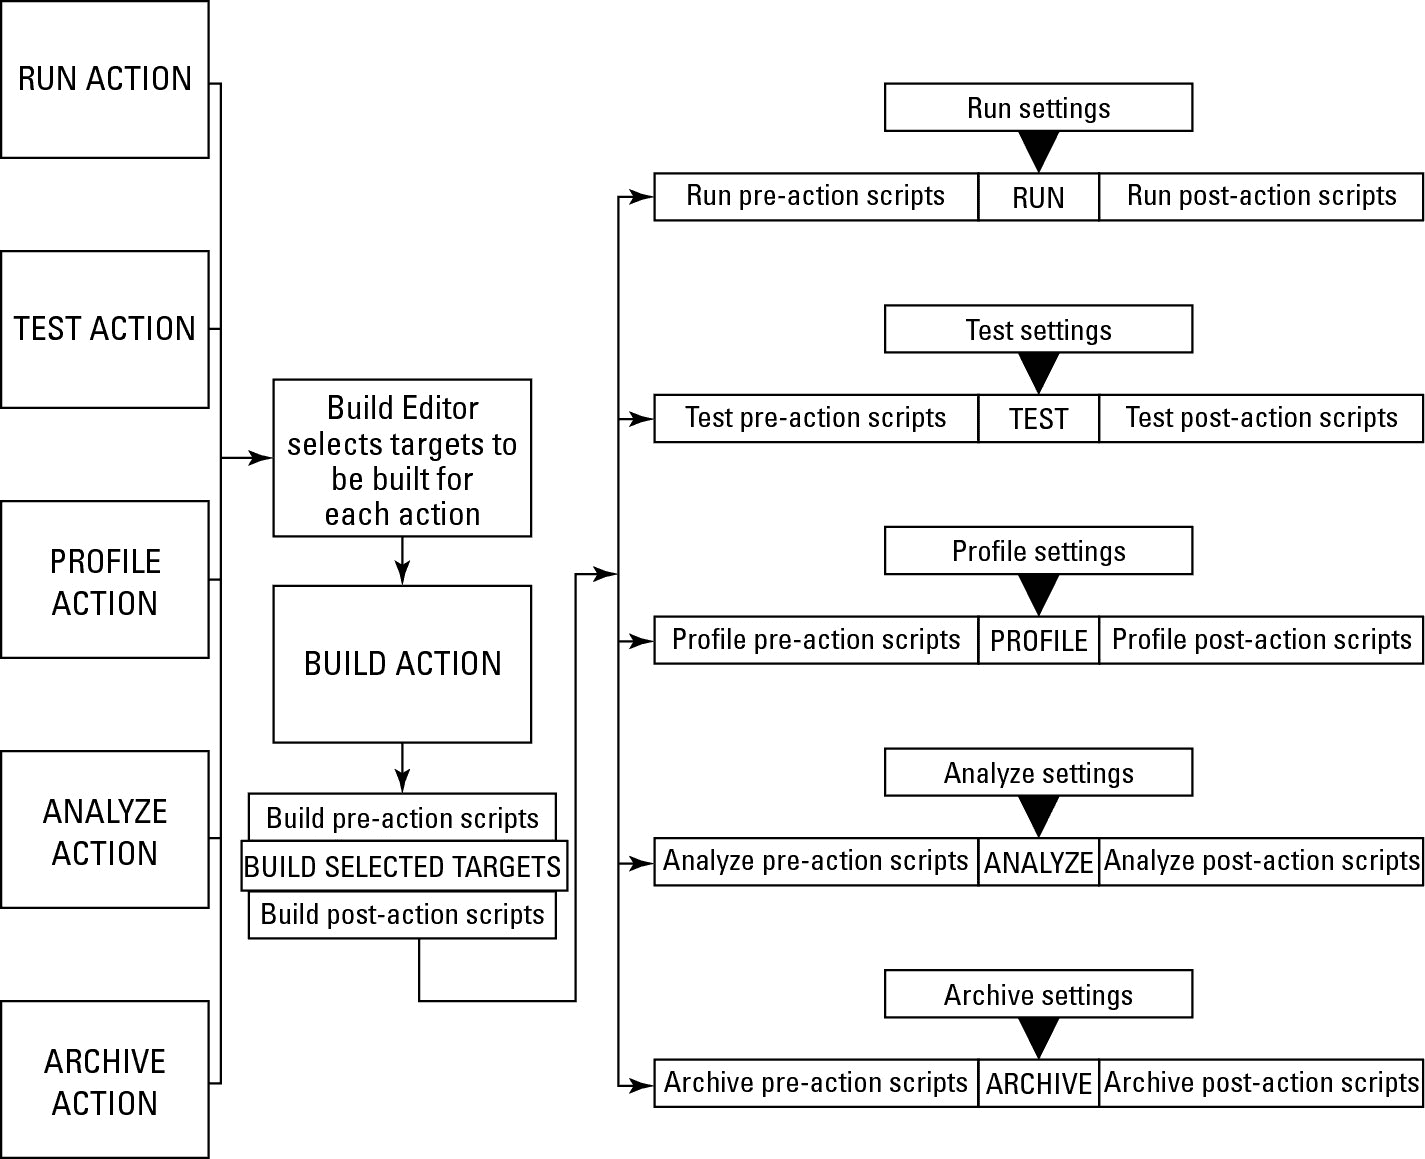 RUN ACTION
TEST ACTION
PROFILE
ACTION
ANALYZE
ACTION
ARCHIVE
ACTION
Build Editor
selects targets to
be built for
each action
BUILD ACTION
Build pre-action scripts
BUILD SELECTED TARGETS
Build post-action scripts
Run settings
Run pre-action scripts RUN Run post-action scripts
Test settings
Test pre-action scripts TEST Test post-action scripts
Profile settings
Profile pre-action scripts PROFILE Profile post-action scripts
Analyze settings
Analyze pre-action scripts ANALYZE Analyze post-action scripts
Archive settings
Archive pre-action scripts ARCHIVE Archive post-action scripts